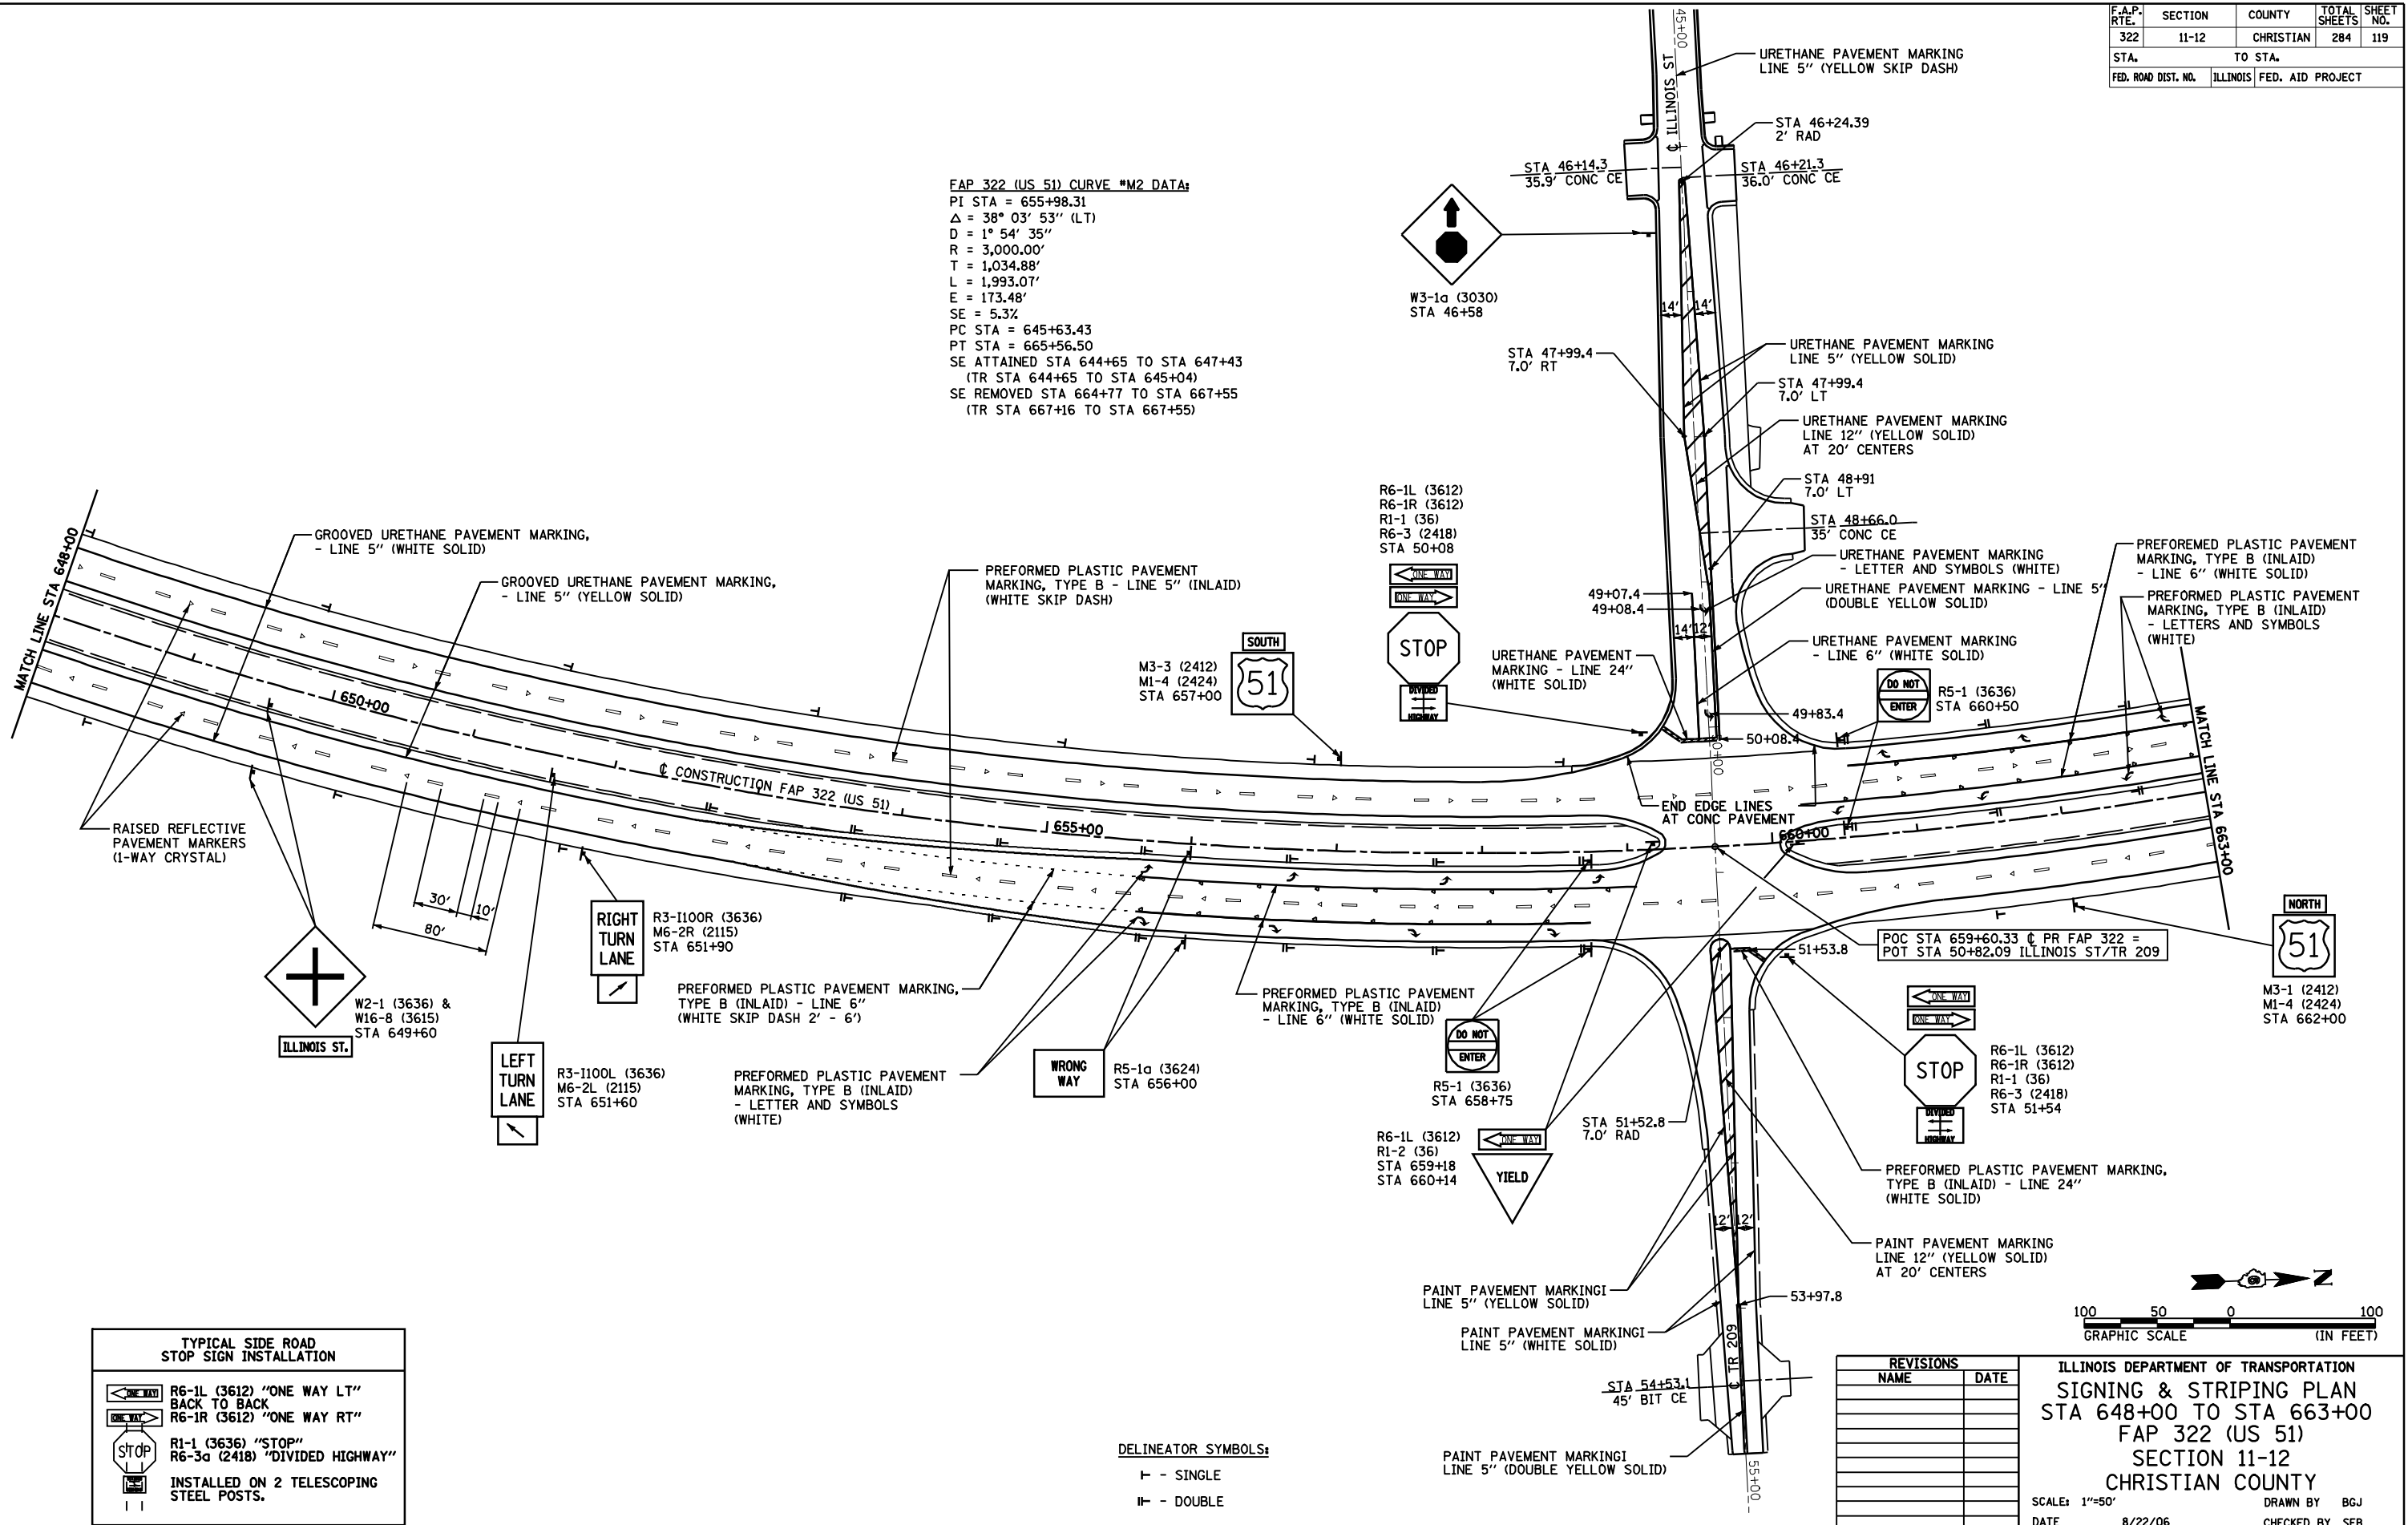 F.A.P. RTE. SECTION COUNTY TOTAL SHEETS SHEET NO.
322 11-12 CHRISTIAN 284 119
STA. TO STA.
FED. ROAD DIST. NO. ILLINOIS FED. AID PROJECT
45+00
℄ ILLINOIS ST
URETHANE PAVEMENT MARKING
LINE 5" (YELLOW SKIP DASH)
STA 46+24.39
2' RAD
STA 46+14.3
35.9' CONC CE
STA 46+21.3
36.0' CONC CE
FAP 322 (US 51) CURVE #M2 DATA:
PI STA = 655+98.31
Δ = 38° 03' 53" (LT)
D = 1° 54' 35"
R = 3,000.00'
T = 1,034.88'
L = 1,993.07'
E = 173.48'
SE = 5.3%
PC STA = 645+63.43
PT STA = 665+56.50
SE ATTAINED STA 644+65 TO STA 647+43
(TR STA 644+65 TO STA 645+04)
SE REMOVED STA 664+77 TO STA 667+55
(TR STA 667+16 TO STA 667+55)
W3-1a (3030)
STA 46+58
14' 14'
STA 47+99.4
7.0' RT
URETHANE PAVEMENT MARKING
LINE 5" (YELLOW SOLID)
STA 47+99.4
7.0' LT
URETHANE PAVEMENT MARKING
LINE 12" (YELLOW SOLID)
AT 20' CENTERS
STA 48+91
7.0' LT
STA 48+66.0
35' CONC CE
R6-1L (3612)
R6-1R (3612)
R1-1 (36)
R6-3 (2418)
STA 50+08
ONE WAY
ONE WAY
STOP
DIVIDED
HIGHWAY
URETHANE PAVEMENT MARKING
- LETTER AND SYMBOLS (WHITE)
URETHANE PAVEMENT MARKING - LINE 5"
(DOUBLE YELLOW SOLID)
URETHANE PAVEMENT MARKING
- LINE 6" (WHITE SOLID)
PREFOREMED PLASTIC PAVEMENT
MARKING, TYPE B (INLAID)
- LINE 6" (WHITE SOLID)
PREFORMED PLASTIC PAVEMENT
MARKING, TYPE B (INLAID)
- LETTERS AND SYMBOLS
(WHITE)
49+07.4
49+08.4
14' 12'
URETHANE PAVEMENT
MARKING - LINE 24"
(WHITE SOLID)
49+83.4
50+08.4
0+00
DO NOT
ENTER
R5-1 (3636)
STA 660+50
MATCH LINE STA 648+00
GROOVED URETHANE PAVEMENT MARKING,
- LINE 5" (WHITE SOLID)
GROOVED URETHANE PAVEMENT MARKING,
- LINE 5" (YELLOW SOLID)
PREFORMED PLASTIC PAVEMENT
MARKING, TYPE B - LINE 5" (INLAID)
(WHITE SKIP DASH)
SOUTH
51
M3-3 (2412)
M1-4 (2424)
STA 657+00
650+00
℄ CONSTRUCTION FAP 322 (US 51)
655+00
660+00
END EDGE LINES
AT CONC PAVEMENT
MATCH LINE STA 663+00
RAISED REFLECTIVE
PAVEMENT MARKERS
(1-WAY CRYSTAL)
30'
10'
80'
W2-1 (3636) &
W16-8 (3615)
STA 649+60
ILLINOIS ST.
RIGHT
TURN
LANE
R3-I100R (3636)
M6-2R (2115)
STA 651+90
LEFT
TURN
LANE
R3-I100L (3636)
M6-2L (2115)
STA 651+60
PREFORMED PLASTIC PAVEMENT MARKING,
TYPE B (INLAID) - LINE 6"
(WHITE SKIP DASH 2' - 6')
PREFORMED PLASTIC PAVEMENT
MARKING, TYPE B (INLAID)
- LETTER AND SYMBOLS
(WHITE)
WRONG
WAY
R5-1a (3624)
STA 656+00
PREFORMED PLASTIC PAVEMENT
MARKING, TYPE B (INLAID)
- LINE 6" (WHITE SOLID)
DO NOT
ENTER
R5-1 (3636)
STA 658+75
R6-1L (3612)
R1-2 (36)
STA 659+18
STA 660+14
ONE WAY
YIELD
51+53.8
POC STA 659+60.33 ℄ PR FAP 322 =
POT STA 50+82.09 ILLINOIS ST/TR 209
NORTH
51
M3-1 (2412)
M1-4 (2424)
STA 662+00
ONE WAY
ONE WAY
STOP
DIVIDED
HIGHWAY
R6-1L (3612)
R6-1R (3612)
R1-1 (36)
R6-3 (2418)
STA 51+54
STA 51+52.8
7.0' RAD
PREFORMED PLASTIC PAVEMENT MARKING,
TYPE B (INLAID) - LINE 24"
(WHITE SOLID)
12' 12'
PAINT PAVEMENT MARKING
LINE 12" (YELLOW SOLID)
AT 20' CENTERS
PAINT PAVEMENT MARKINGI
LINE 5" (YELLOW SOLID)
53+97.8
PAINT PAVEMENT MARKINGI
LINE 5" (WHITE SOLID)
℄ TR 209
STA 54+53.1
45' BIT CE
PAINT PAVEMENT MARKINGI
LINE 5" (DOUBLE YELLOW SOLID)
55+00
N
100 50 0 100
GRAPHIC SCALE (IN FEET)
TYPICAL SIDE ROAD
STOP SIGN INSTALLATION
ONE WAY
R6-1L (3612) "ONE WAY LT"
BACK TO BACK
ONE WAY
R6-1R (3612) "ONE WAY RT"
STOP
R1-1 (3636) "STOP"
R6-3a (2418) "DIVIDED HIGHWAY"
INSTALLED ON 2 TELESCOPING
STEEL POSTS.
DELINEATOR SYMBOLS:
- SINGLE
- DOUBLE
REVISIONS
NAME DATE
ILLINOIS DEPARTMENT OF TRANSPORTATION
SIGNING & STRIPING PLAN
STA 648+00 TO STA 663+00
FAP 322 (US 51)
SECTION 11-12
CHRISTIAN COUNTY
SCALE: 1"=50' DRAWN BY BGJ
DATE 8/22/06 CHECKED BY SEB